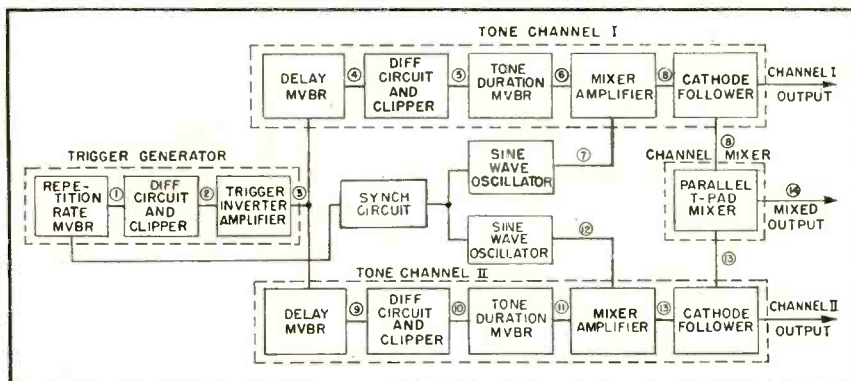 TONE CHANNEL I
DELAY
MVBR
④
DIFF
CIRCUIT
AND
CLIPPER
⑤
TONE
DURATION
MVBR
⑥
MIXER
AMPLIFIER
⑧
CATHODE
FOLLOWER
CHANNEL I
OUTPUT
TRIGGER GENERATOR
REPE-
TITION
RATE
MVBR
①
DIFF
CIRCUIT
AND
CLIPPER
②
TRIGGER
INVERTER
AMPLIFIER
③
SYNCH
CIRCUIT
SINE
WAVE
OSCILLATOR
⑦
SINE
WAVE
OSCILLATOR
⑫
⑧
CHANNEL MIXER
PARALLEL
T-PAD
MIXER
⑭
MIXED
OUTPUT
⑬
TONE CHANNEL II
DELAY
MVBR
⑨
DIFF
CIRCUIT
AND
CLIPPER
⑩
TONE
DURATION
MVBR
⑪
MIXER
AMPLIFIER
⑬
CATHODE
FOLLOWER
CHANNEL II
OUTPUT